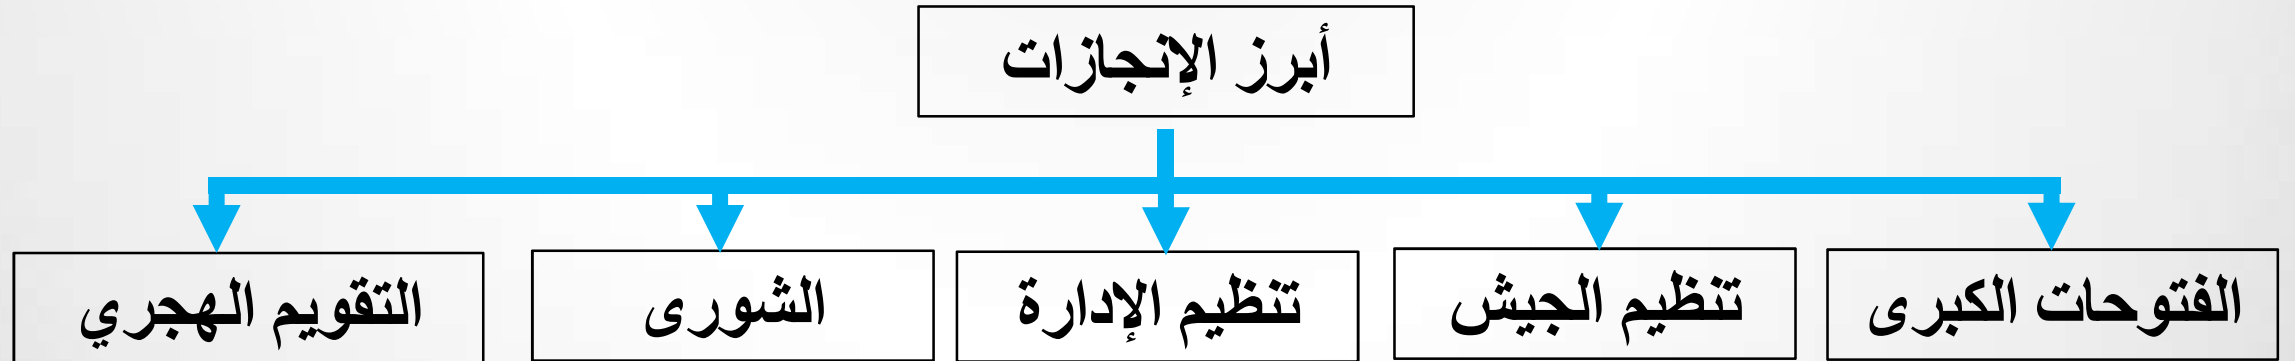 أبرز الإنجازات
الفتوحات الكبرى
تنظيم الجيش
تنظيم الإدارة
الشورى
التقويم الهجري